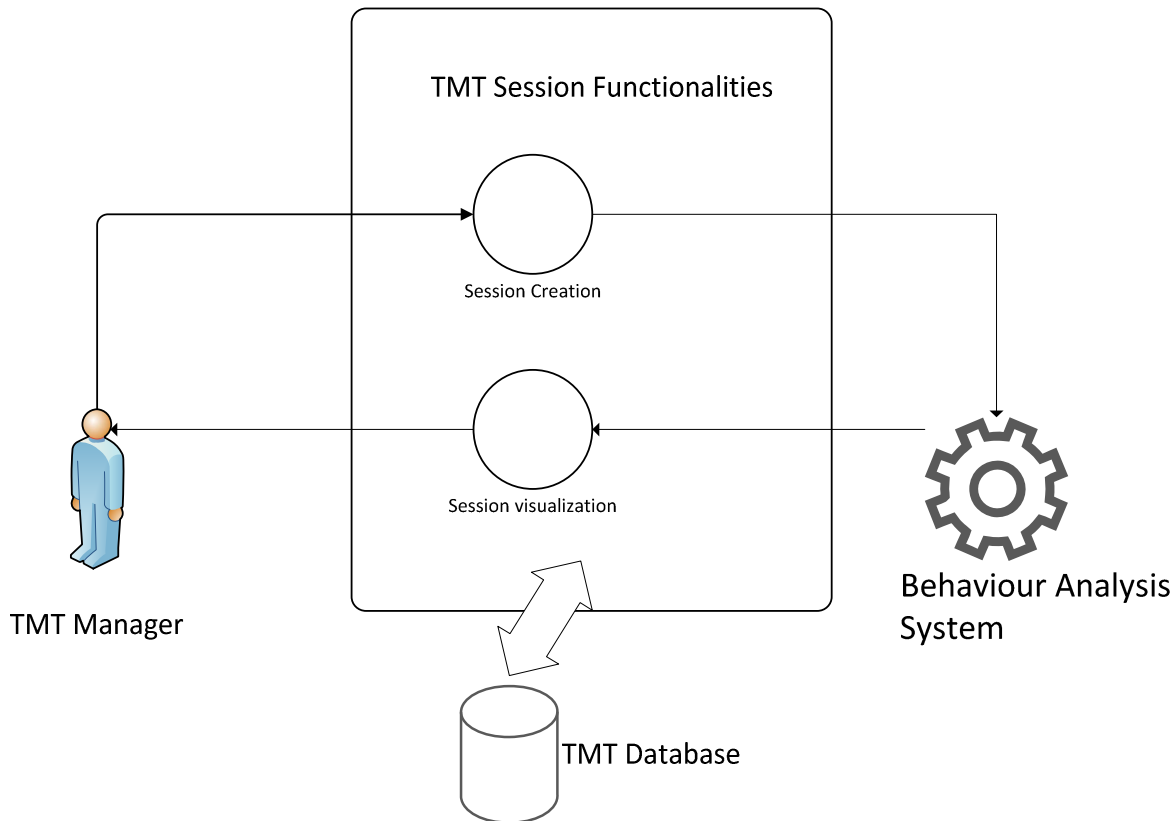 TMT Session Functionalities
Session Creation
Session visualization
TMT Manager
Behaviour Analysis
System
TMT Database